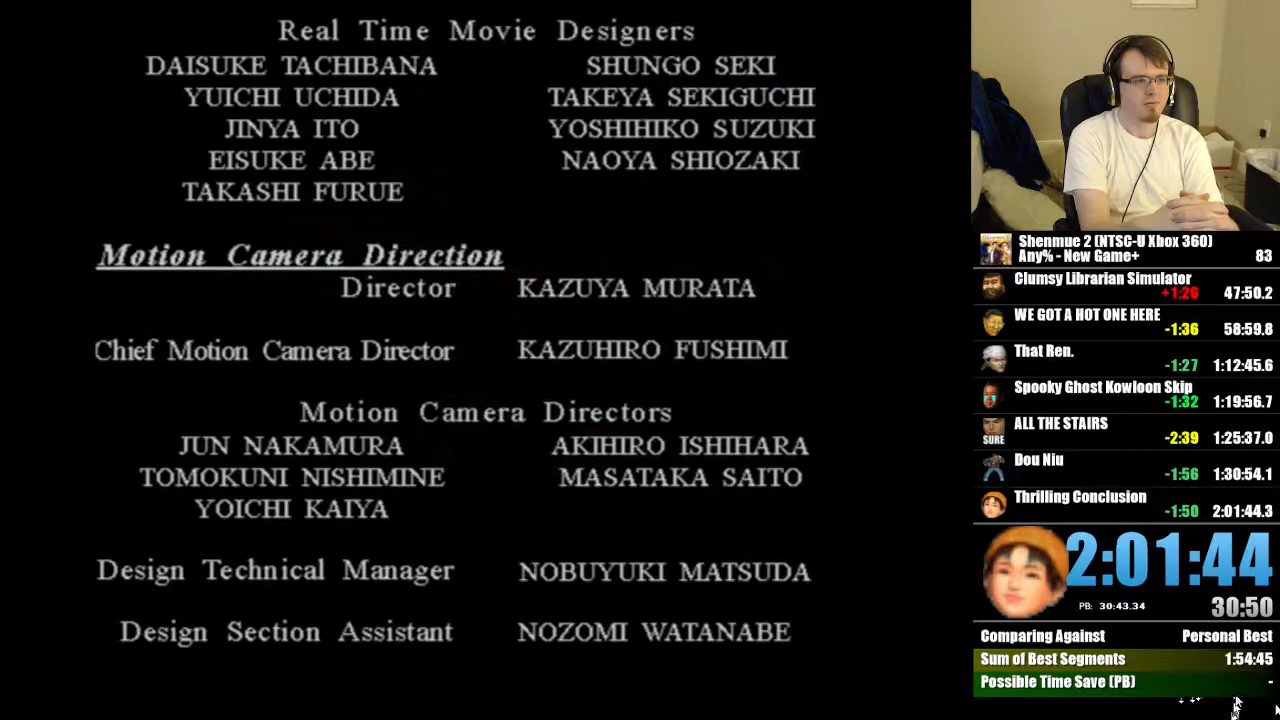 Real Time Movie Designers
DAISUKE TACHIBANA SHUNGO SEKI
YUICHI UCHIDA TAKEYA SEKIGUCHI
JINYA ITO YOSHIHIKO SUZUKI
EISUKE ABE NAOYA SHIOZAKI
TAKASHI FURUE
Motion Camera Direction
Director KAZUYA MURATA
Chief Motion Camera Director KAZUHIRO FUSHIMI
Motion Camera Directors
JUN NAKAMURA AKIHIRO ISHIHARA
TOMOKUNI NISHIMINE MASATAKA SAITO
YOICHI KAIYA
Design Technical Manager NOBUYUKI MATSUDA
Design Section Assistant NOZOMI WATANABE
Shenmue 2 (NTSC-U Xbox 360)
Any% - New Game+ 83
Clumsy Librarian Simulator
+1:26 47:50.2
WE GOT A HOT ONE HERE
-1:36 58:59.8
That Ren.
-1:27 1:12:45.6
Spooky Ghost Kowloon Skip
-1:32 1:19:56.7
ALL THE STAIRS
SURE -2:39 1:25:37.0
Dou Niu
-1:56 1:30:54.1
Thrilling Conclusion
-1:50 2:01:44.3
2:01:44
PB: 30:43.34 30:50
Comparing Against Personal Best
Sum of Best Segments 1:54:45
Possible Time Save (PB) -